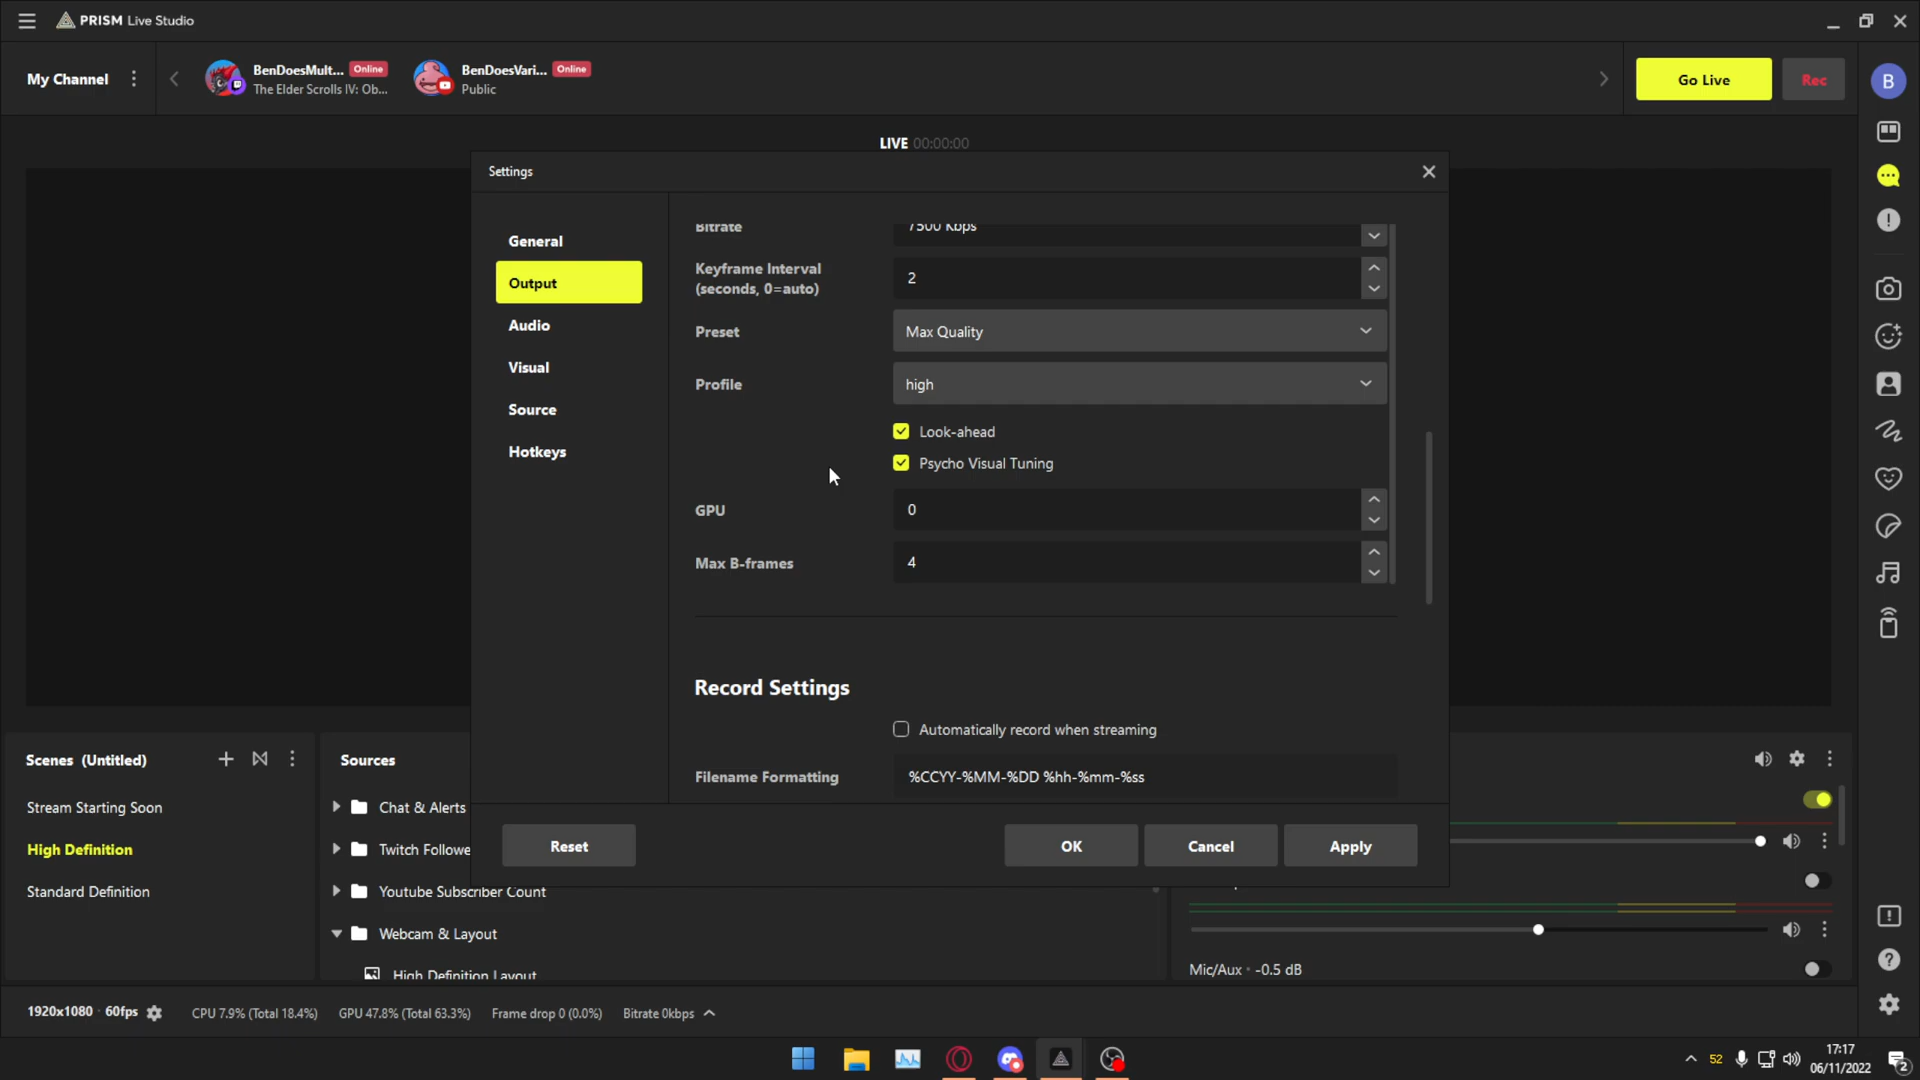 PRISM Live Studio
My Channel
BenDoesMult... Online
The Elder Scrolls IV: Ob...
BenDoesVari... Online
Public
Go Live
Rec
B
LIVE 00:00:00
Settings
General
Output
Audio
Visual
Source
Hotkeys
Bitrate
7500 Kbps
Keyframe Interval
(seconds, 0=auto)
2
Preset
Max Quality
Profile
high
Look-ahead
Psycho Visual Tuning
GPU
0
Max B-frames
4
Record Settings
Automatically record when streaming
Filename Formatting
%CCYY-%MM-%DD %hh-%mm-%ss
Reset
OK
Cancel
Apply
Scenes (Untitled)
Stream Starting Soon
High Definition
Standard Definition
Sources
Chat & Alerts
Twitch Followe
Youtube Subscriber Count
Webcam & Layout
High Definition Layout
Mic/Aux · -0.5 dB
1920x1080 · 60fps
CPU 7.9% (Total 18.4%)
GPU 47.8% (Total 63.3%)
Frame drop 0 (0.0%)
Bitrate 0kbps
52
17:17
06/11/2022
2